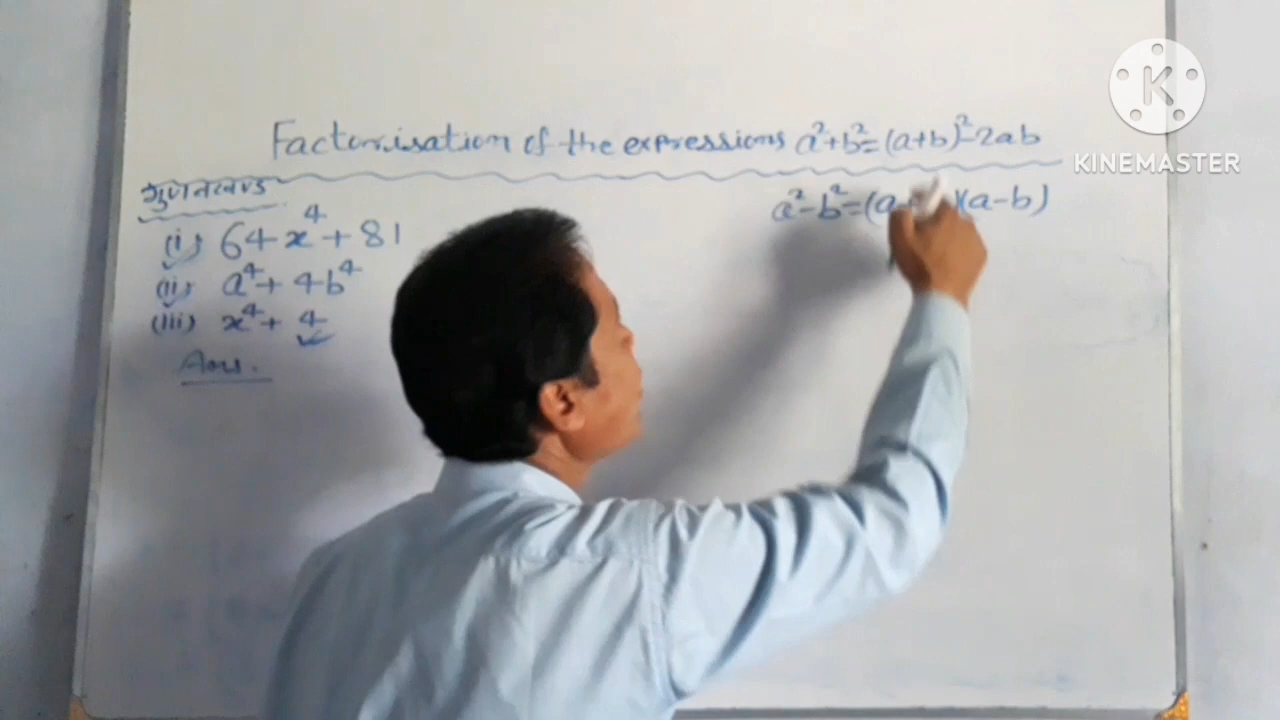 Factorisation of the expressions a²+b²=(a+b)²-2ab
KINEMASTER
गुणनखण्ड
a²-b²=(a+ )(a-b)
(i) 64x⁴+81
(ii) a⁴+4b⁴
(iii) x⁴+4
Ans.